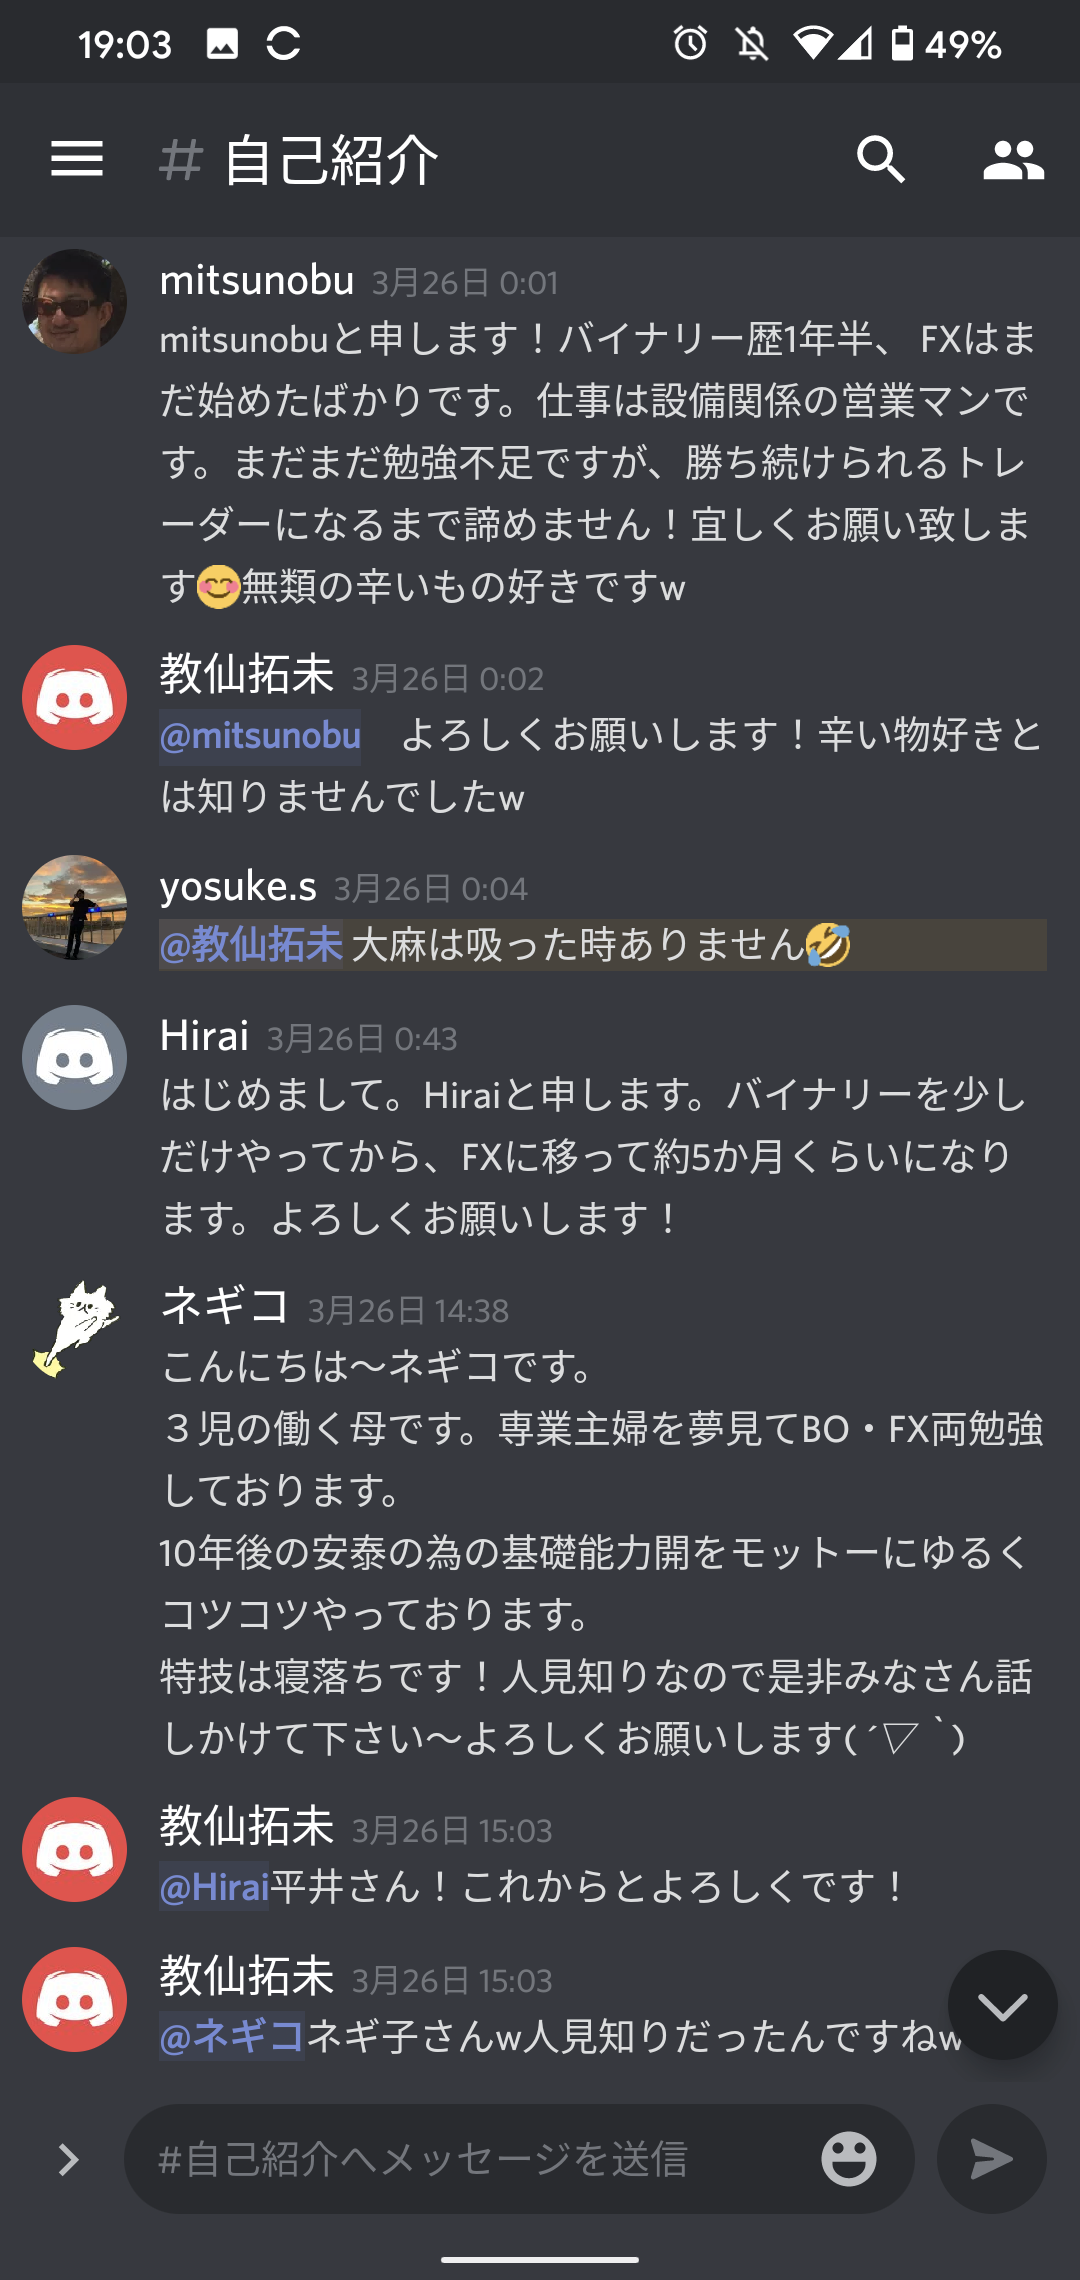 19:03 49%
# 自己紹介
mitsunobu 3月26日 0:01
mitsunobuと申します！バイナリー歴1年半、 FXはま
だ始めたばかりです。仕事は設備関係の営業マンで
す。まだまだ勉強不足ですが、勝ち続けられるトレ
ーダーになるまで諦めません！宜しくお願い致しま
す😊無類の辛いもの好きですw
教仙拓未 3月26日 0:02
@mitsunobu　よろしくお願いします！辛い物好きと
は知りませんでしたw
yosuke.s 3月26日 0:04
@教仙拓未 大麻は吸った時ありません🤣
Hirai 3月26日 0:43
はじめまして。Hiraiと申します。バイナリーを少し
だけやってから、FXに移って約5か月くらいになり
ます。よろしくお願いします！
ネギコ 3月26日 14:38
こんにちは〜ネギコです。
３児の働く母です。専業主婦を夢見てBO・FX両勉強
しております。
10年後の安泰の為の基礎能力開をモットーにゆるく
コツコツやっております。
特技は寝落ちです！人見知りなので是非みなさん話
しかけて下さい〜よろしくお願いします( ´▽｀)
教仙拓未 3月26日 15:03
@Hirai平井さん！これからとよろしくです！
教仙拓未 3月26日 15:03
@ネギコネギ子さんw人見知りだったんですねw
#自己紹介へメッセージを送信